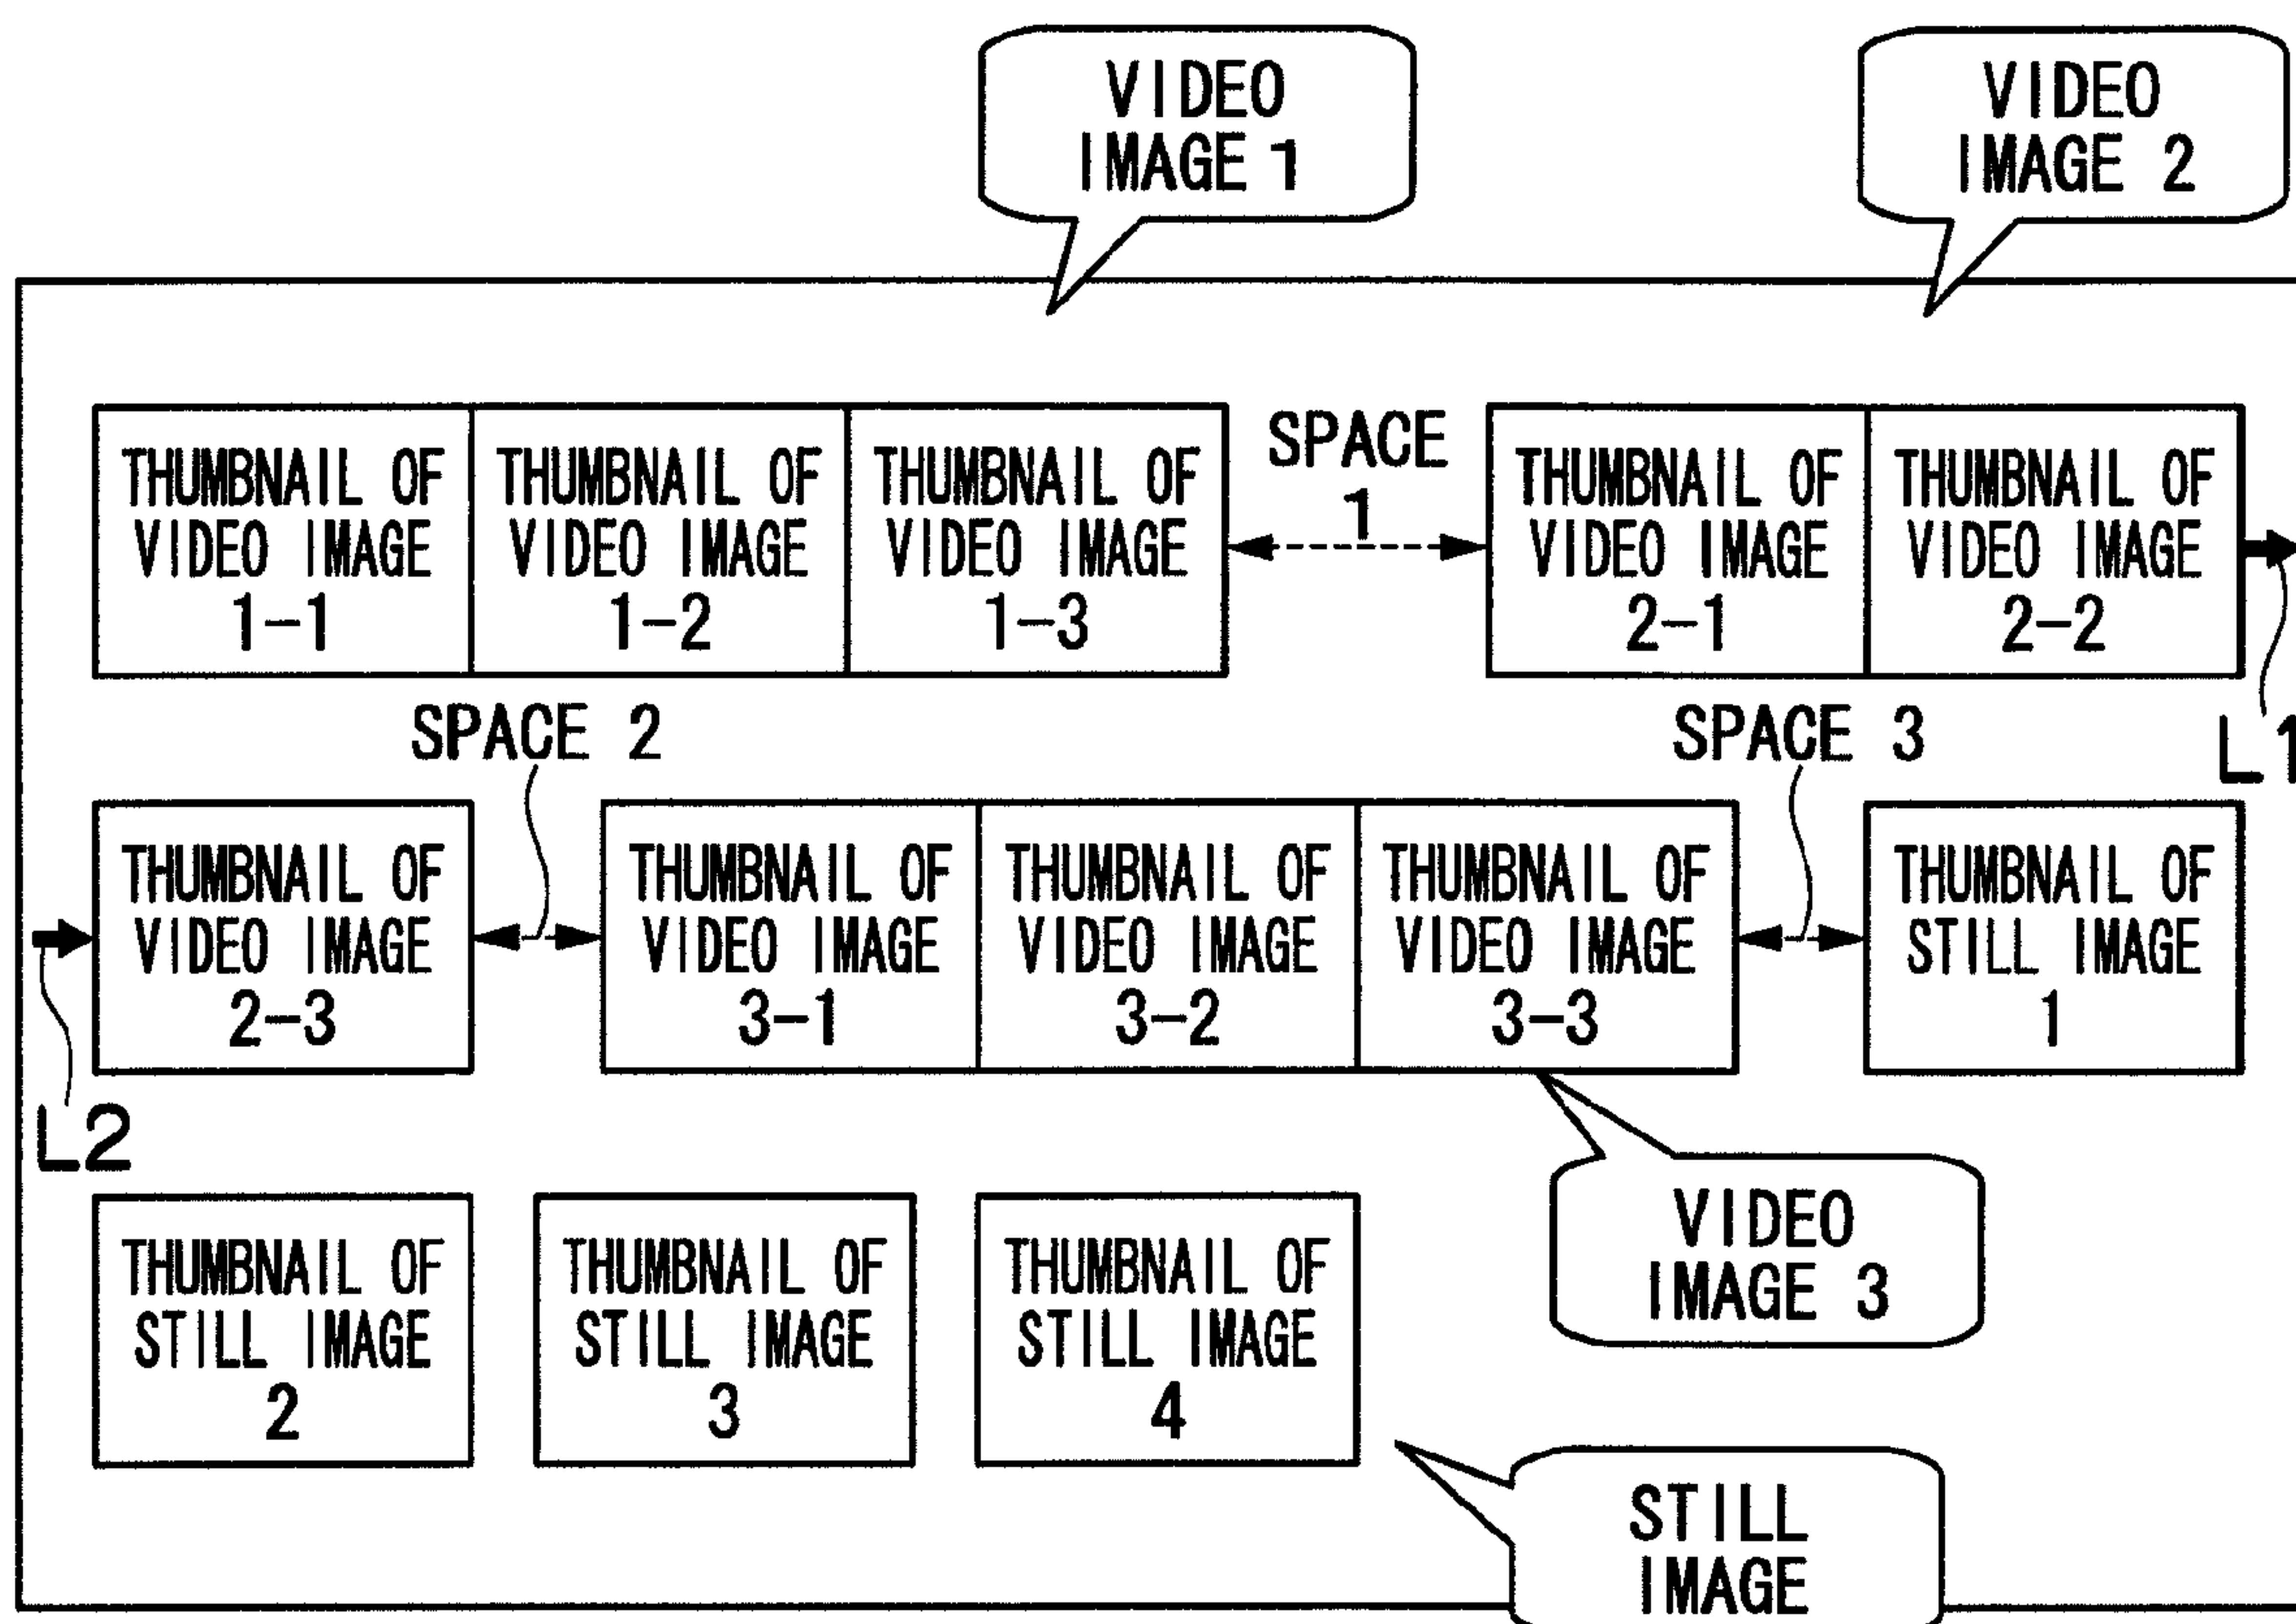 VIDEO
IMAGE 1
VIDEO
IMAGE 2
THUMBNAIL OF
VIDEO IMAGE
1-1
THUMBNAIL OF
VIDEO IMAGE
1-2
THUMBNAIL OF
VIDEO IMAGE
1-3
SPACE
1
THUMBNAIL OF
VIDEO IMAGE
2-1
THUMBNAIL OF
VIDEO IMAGE
2-2
L1
SPACE 2
SPACE 3
THUMBNAIL OF
VIDEO IMAGE
2-3
THUMBNAIL OF
VIDEO IMAGE
3-1
THUMBNAIL OF
VIDEO IMAGE
3-2
THUMBNAIL OF
VIDEO IMAGE
3-3
THUMBNAIL OF
STILL IMAGE
1
L2
VIDEO
IMAGE 3
THUMBNAIL OF
STILL IMAGE
2
THUMBNAIL OF
STILL IMAGE
3
THUMBNAIL OF
STILL IMAGE
4
STILL
IMAGE